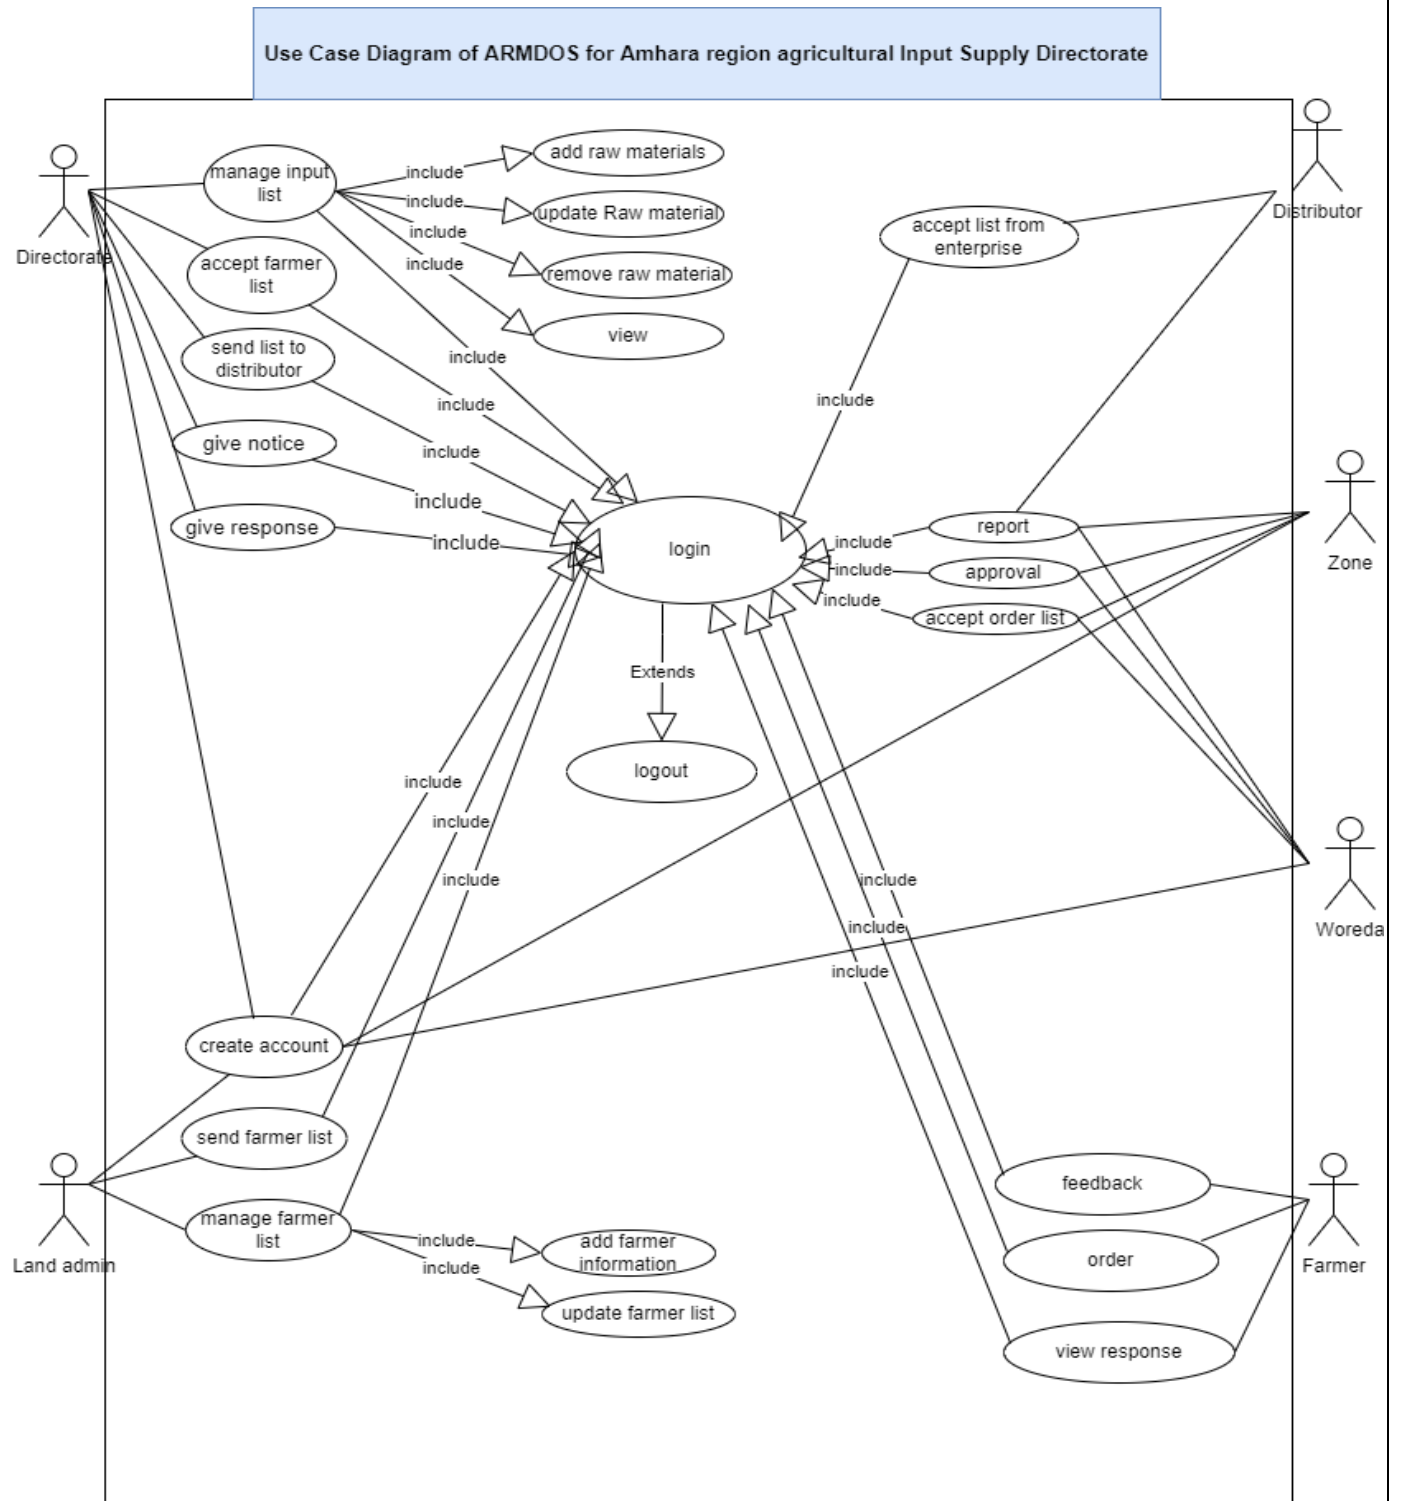 Use Case Diagram of ARMDOS for Amhara region agricultural Input Supply Directorate
Directorate
manage input
list
accept farmer
list
send list to
distributor
give notice
give response
include
include
include
include
add raw materials
update Raw material
remove raw material
view
include
include
include
include
include
accept list from
enterprise
include
Distributor
login
include
include
include
report
approval
accept order list
Zone
Extends
logout
include
include
include
Woreda
include
include
include
create account
send farmer list
manage farmer
list
Land admin
include
include
add farmer
information
update farmer list
feedback
order
view response
Farmer